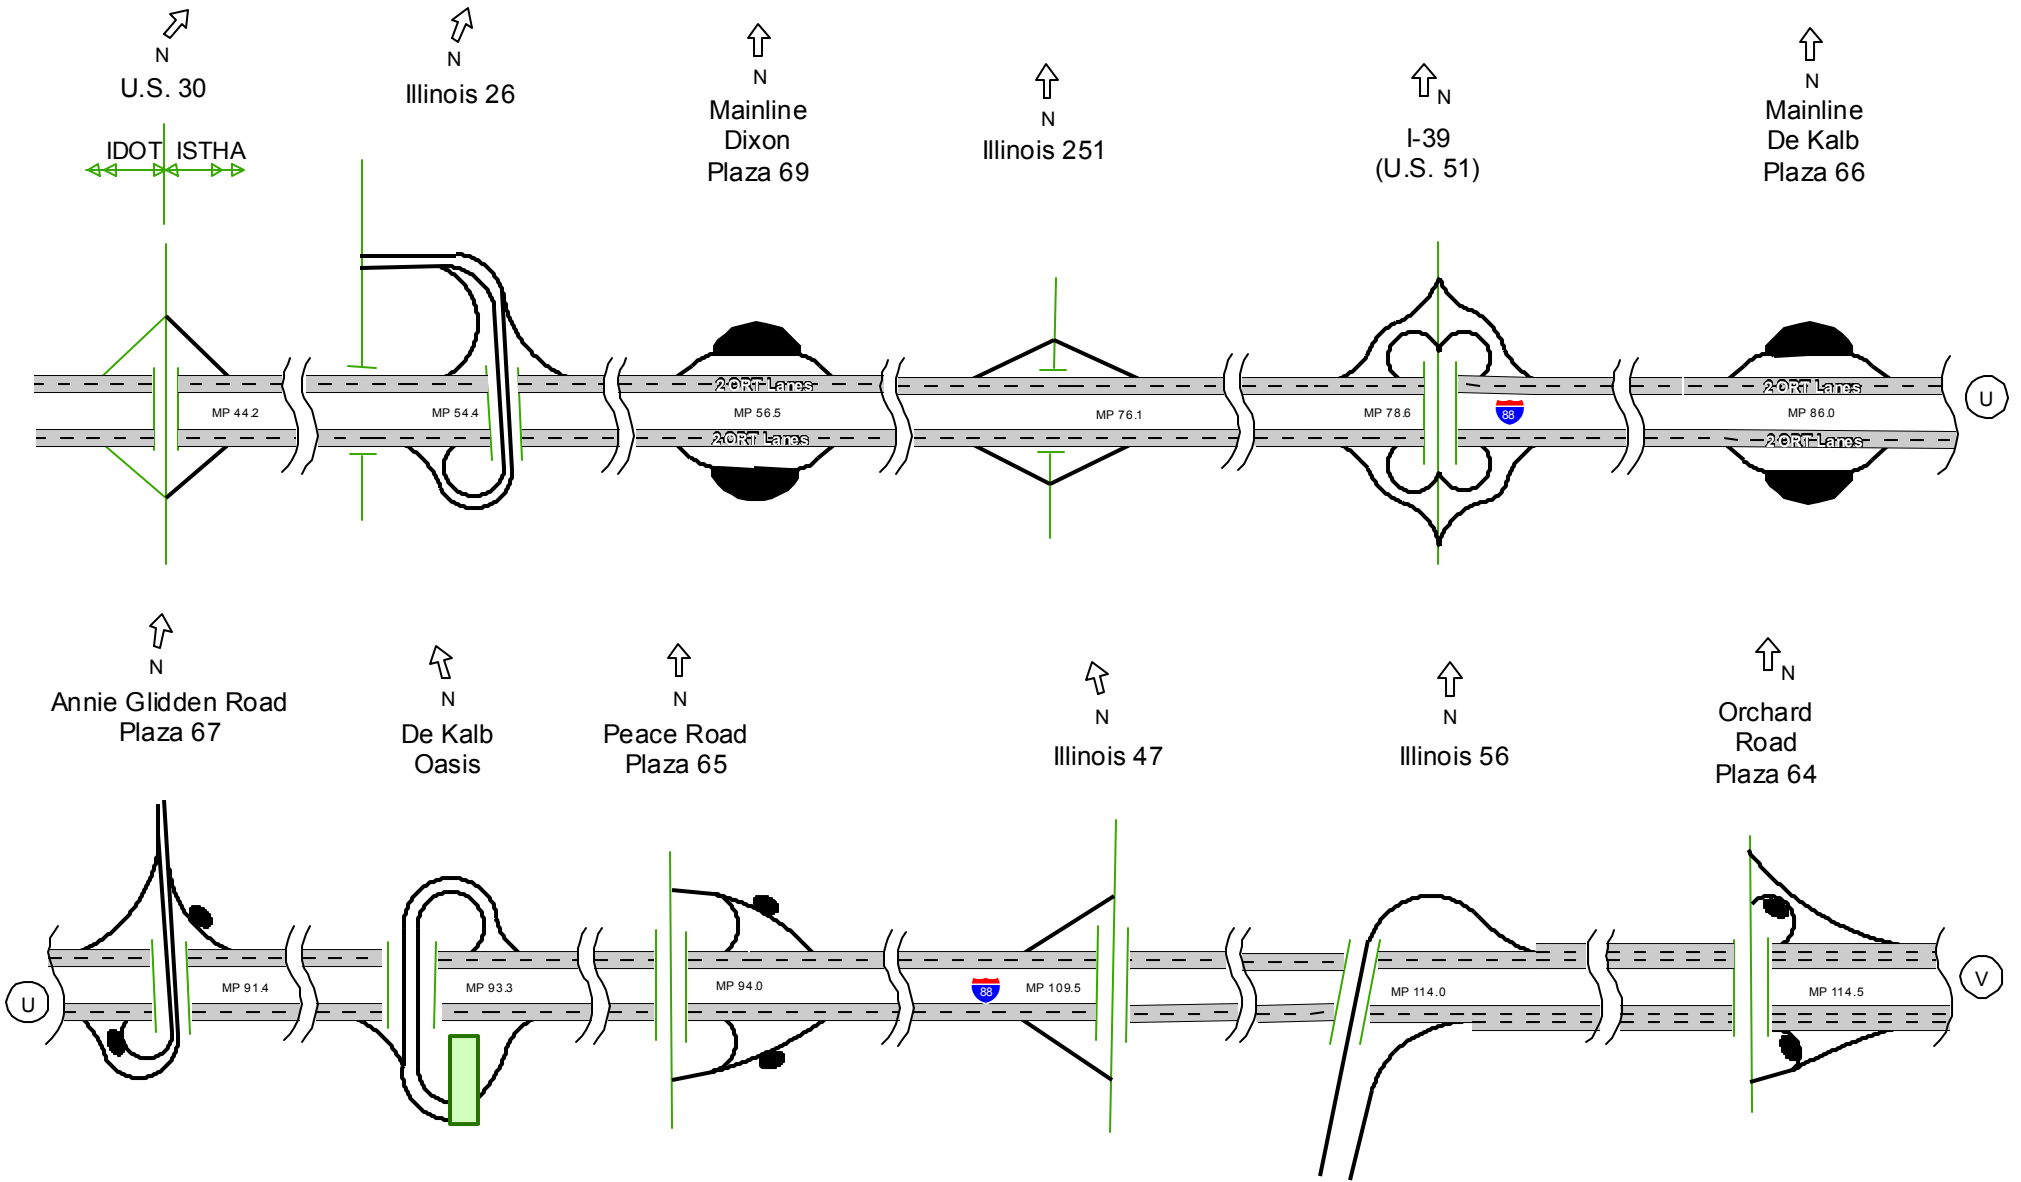 N
U.S. 30
IDOT ISTHA
N
Illinois 26
N
Mainline
Dixon
Plaza 69
N
Illinois 251
N
I-39
(U.S. 51)
N
Mainline
De Kalb
Plaza 66
2 ORT Lanes
2 ORT Lanes
MP 44.2
MP 54.4
MP 56.5
MP 76.1
MP 78.6
88
MP 86.0
U
2 ORT Lanes
2 ORT Lanes
N
Annie Glidden Road
Plaza 67
N
De Kalb
Oasis
N
Peace Road
Plaza 65
N
Illinois 47
N
Illinois 56
N
Orchard
Road
Plaza 64
U
MP 91.4
MP 93.3
MP 94.0
88
MP 109.5
MP 114.0
MP 114.5
V